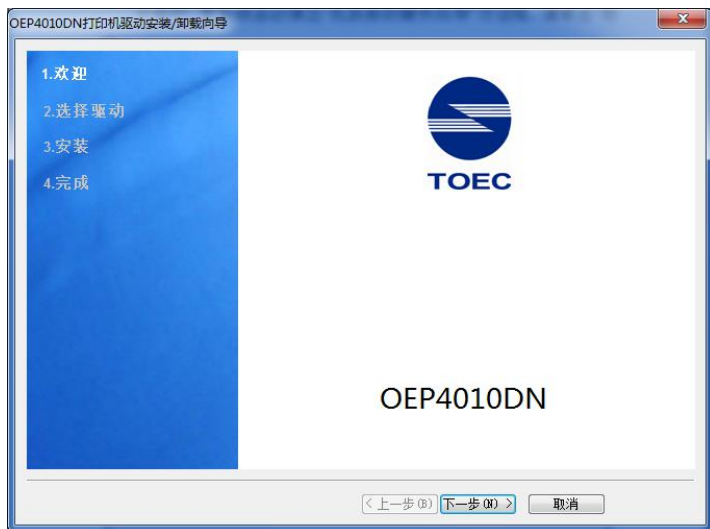 OEP4010DN打印机驱动安装/卸载向导
1.欢迎
2.选择驱动
3.安装
4.完成
TOEC
OEP4010DN
< 上一步(B)
下一步(N) >
取消